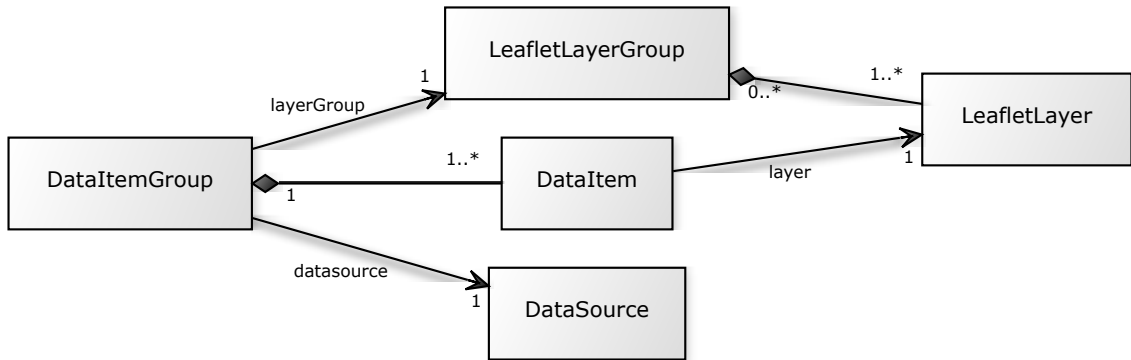 LeafletLayerGroup
1
1..*
0..*
layerGroup
LeafletLayer
1..*
1
DataItemGroup
DataItem
layer
1
datasource
1
DataSource